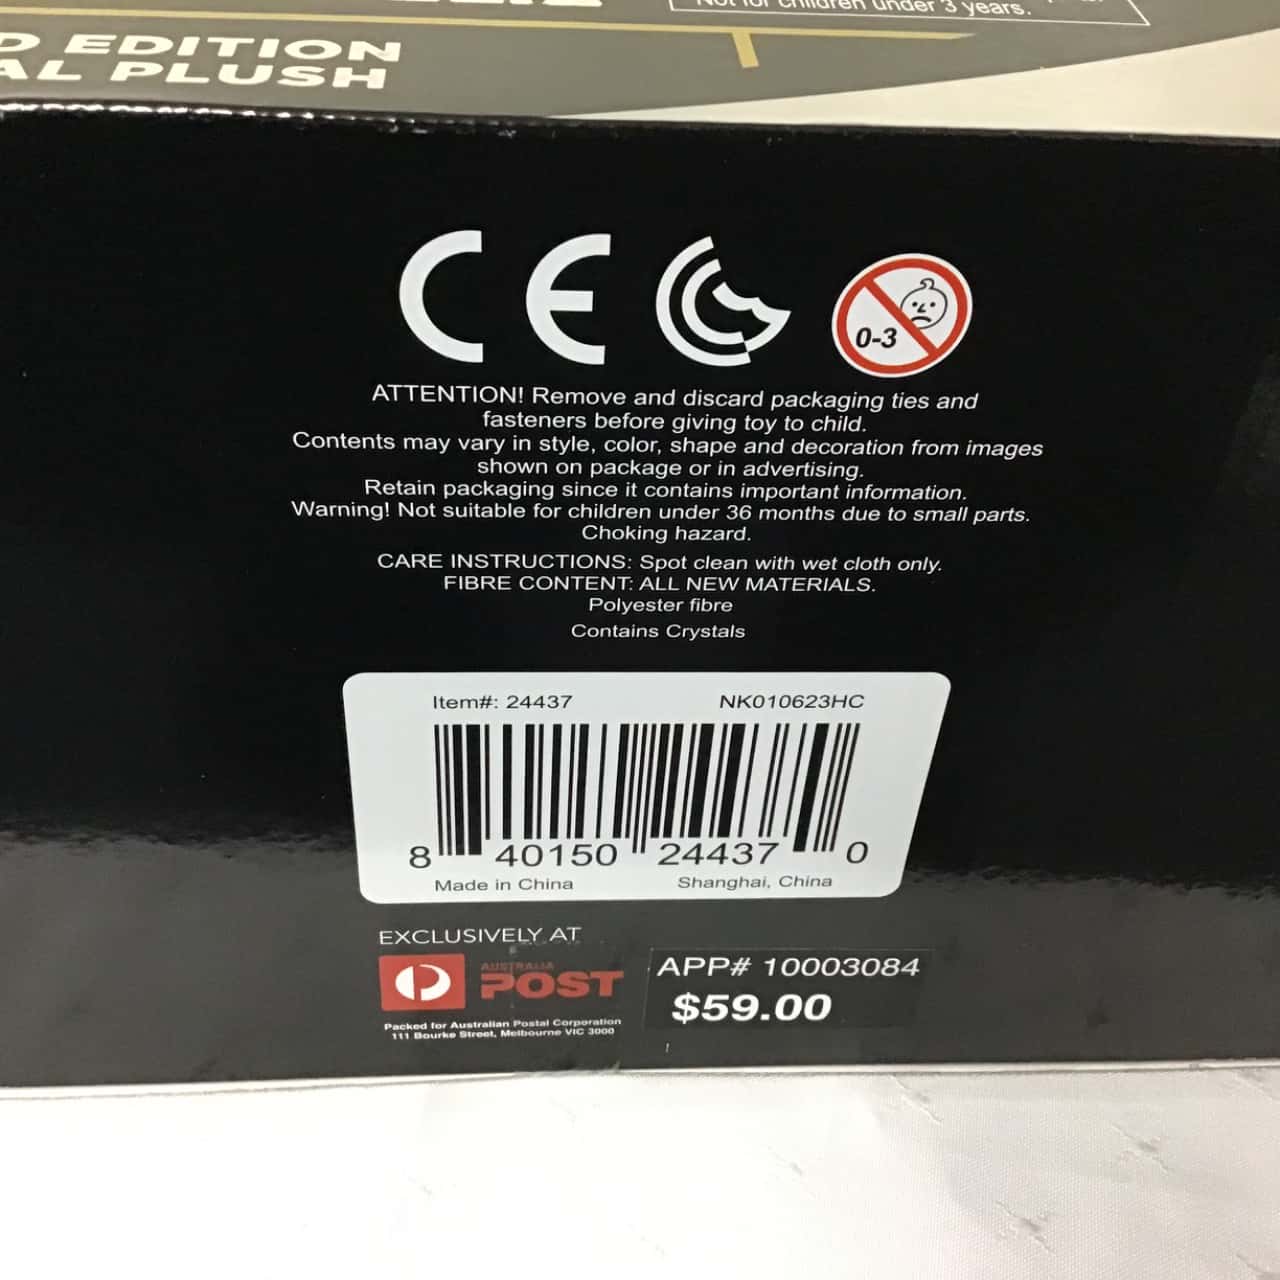 Not for children under 3 years.
EDITION
PLUSH
CE
0-3
ATTENTION! Remove and discard packaging ties and
fasteners before giving toy to child.
Contents may vary in style, color, shape and decoration from images
shown on package or in advertising.
Retain packaging since it contains important information.
Warning! Not suitable for children under 36 months due to small parts.
Choking hazard.
CARE INSTRUCTIONS: Spot clean with wet cloth only.
FIBRE CONTENT: ALL NEW MATERIALS.
Polyester fibre
Contains Crystals
Item#: 24437 NK010623HC
8 40150 24437 0
Made in China Shanghai, China
EXCLUSIVELY AT
AUSTRALIA
POST
Packed for Australian Postal Corporation
111 Bourke Street, Melbourne VIC 3000
APP# 10003084
$59.00